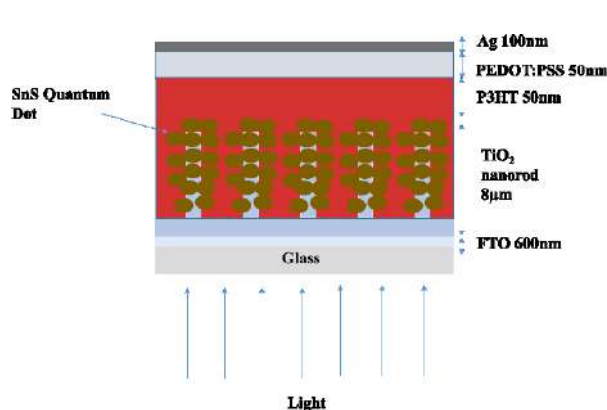 Ag 100nm
PEDOT:PSS 50nm
SnS Quantum
Dot
P3HT 50nm
TiO₂
nanorod
8μm
FTO 600nm
Glass
Light